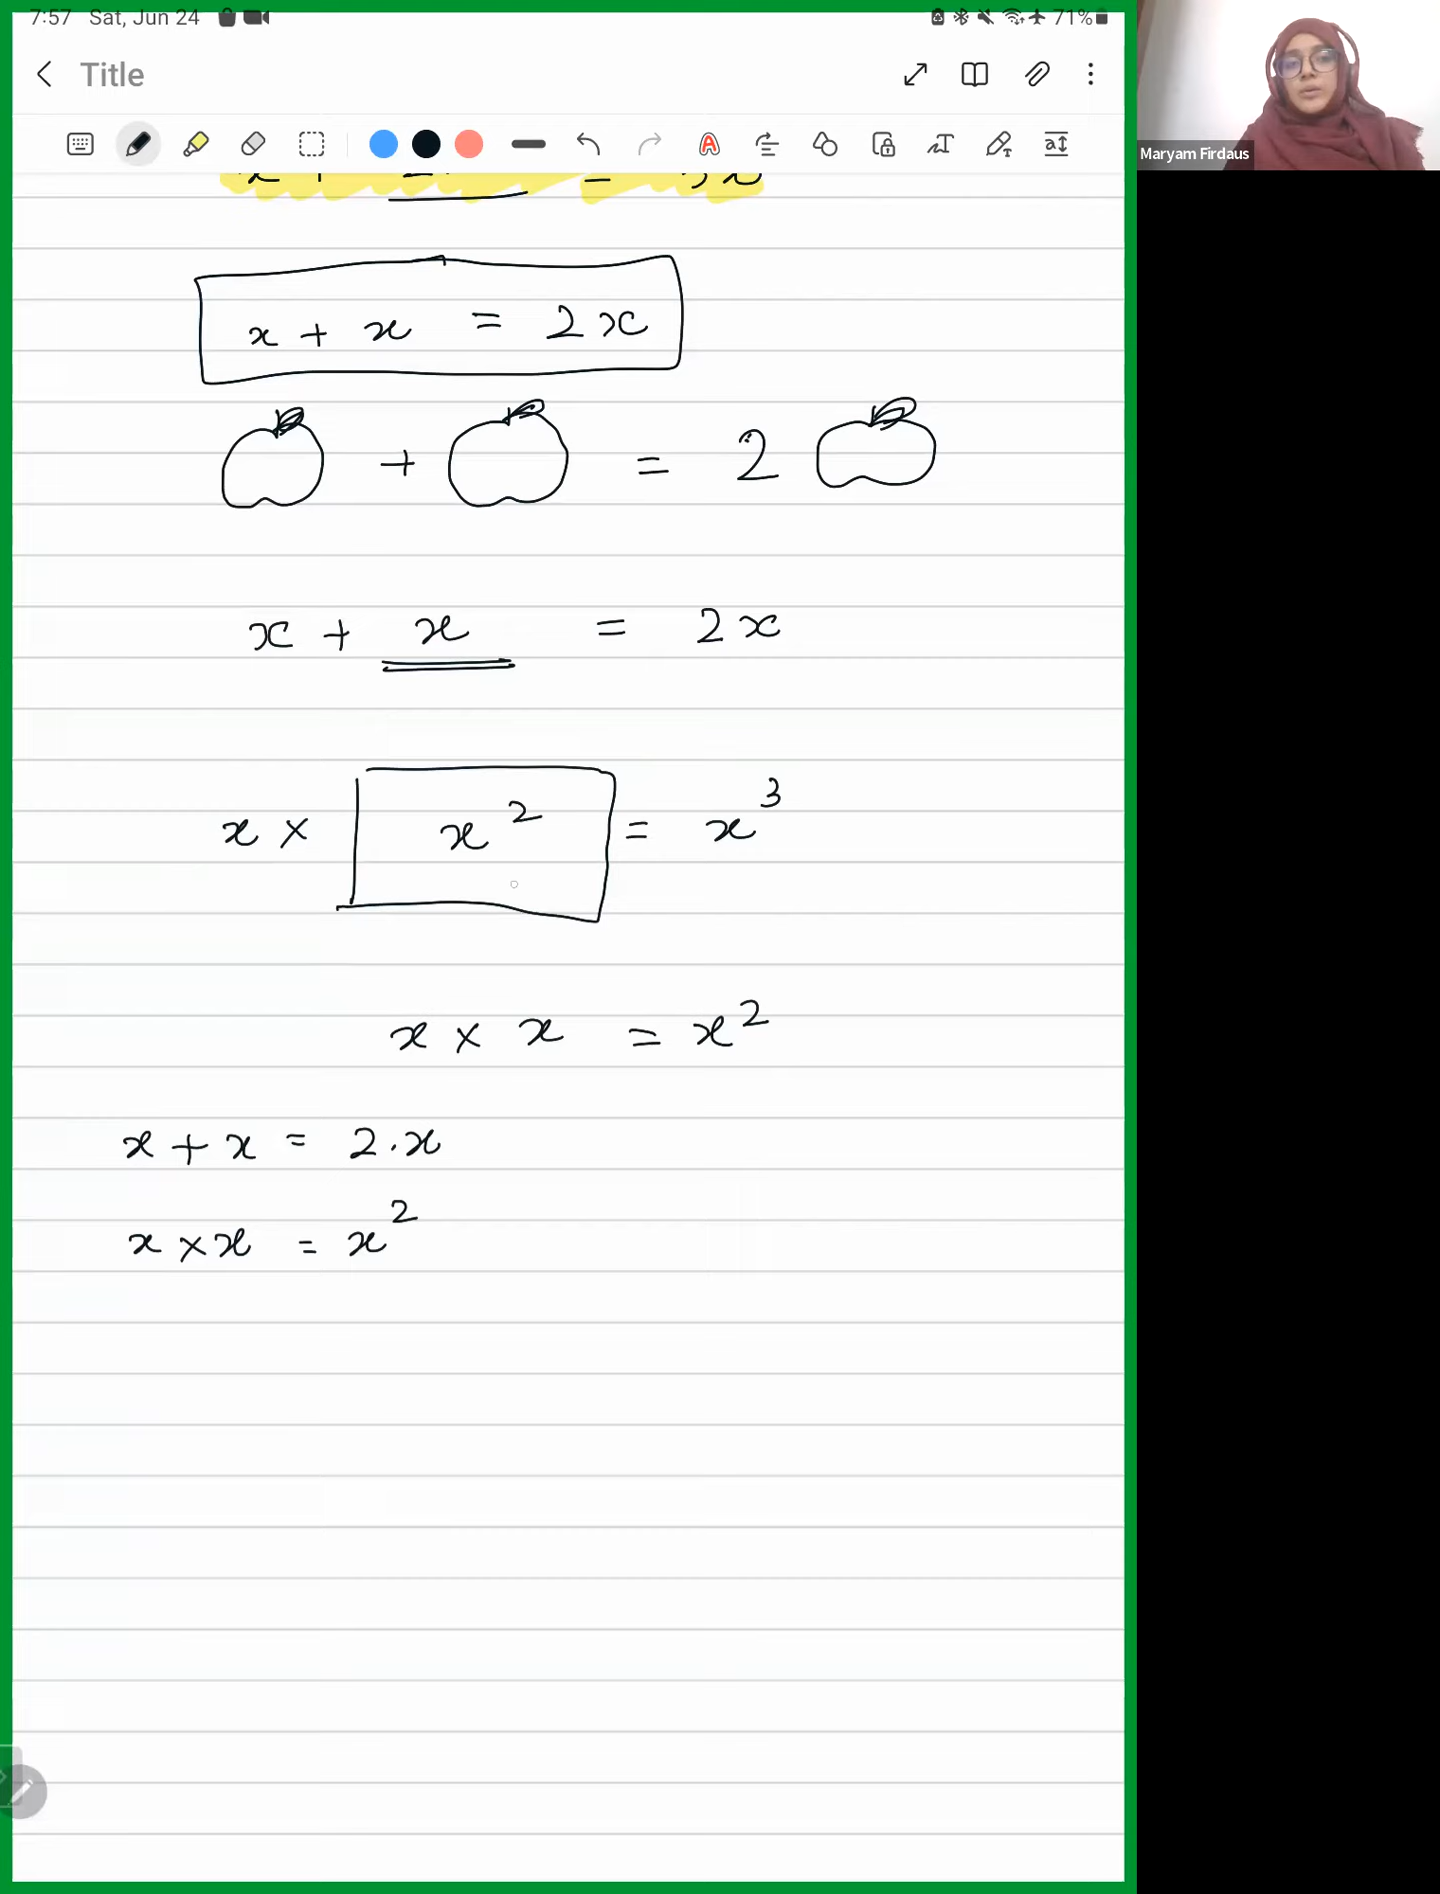 7:57 Sat, Jun 24 71%
Title
Maryam Firdaus
x + x = 2x
+ = 2
x + x = 2x
x × x² = x³
x × x = x²
x + x = 2.x
x × x = x²